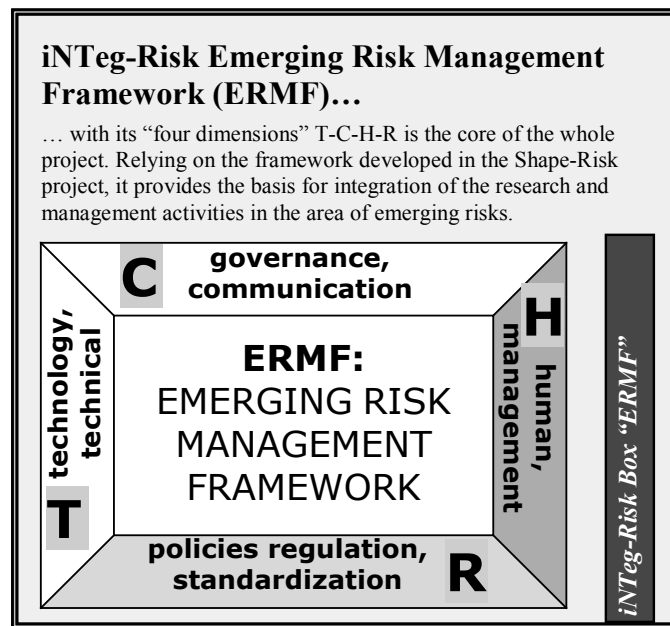 iNTeg-Risk Emerging Risk Management
Framework (ERMF)…
… with its “four dimensions” T-C-H-R is the core of the whole
project. Relying on the framework developed in the Shape-Risk
project, it provides the basis for integration of the research and
management activities in the area of emerging risks.
C
governance,
communication
H
human,
management
technology,
technical
T
ERMF:
EMERGING RISK
MANAGEMENT
FRAMEWORK
policies regulation,
standardization
R
iNTeg-Risk Box “ERMF”